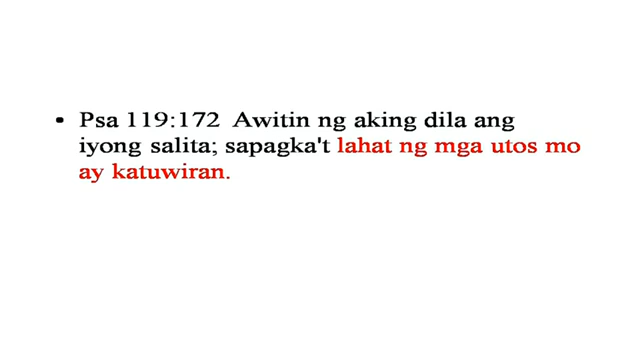 • Psa 119:172  Awitin ng aking dila ang
iyong salita; sapagka't lahat ng mga utos mo
ay katuwiran.